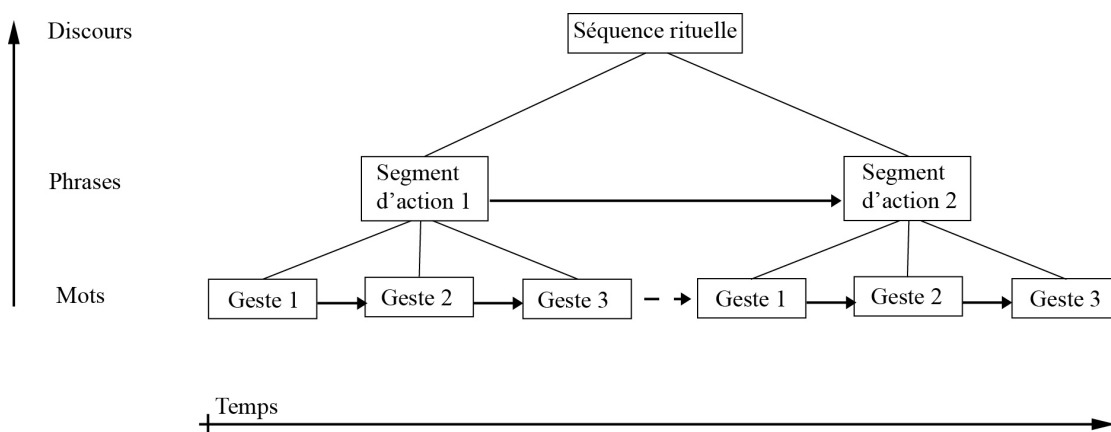 Discours
Séquence rituelle
Phrases
Segment
d’action 1
Segment
d’action 2
Mots
Geste 1
Geste 2
Geste 3
Geste 1
Geste 2
Geste 3
Temps